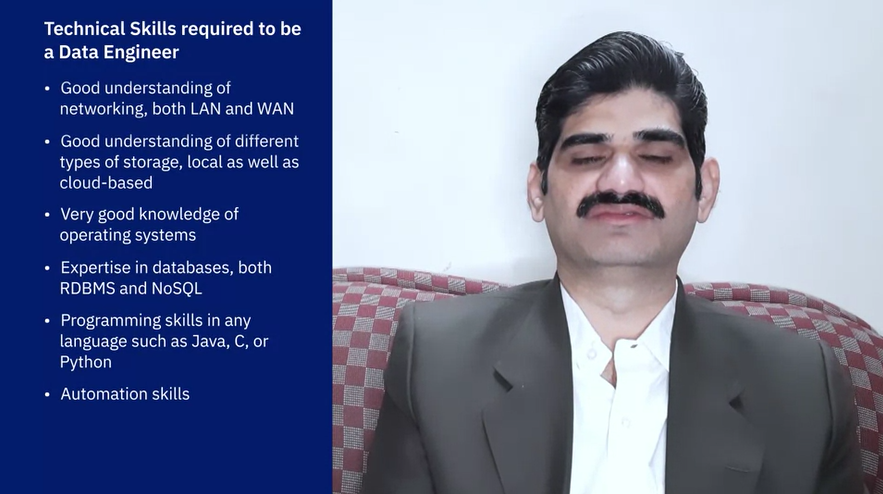 Technical Skills required to be
a Data Engineer
• Good understanding of
networking, both LAN and WAN
• Good understanding of different
types of storage, local as well as
cloud-based
• Very good knowledge of
operating systems
• Expertise in databases, both
RDBMS and NoSQL
• Programming skills in any
language such as Java, C, or
Python
• Automation skills